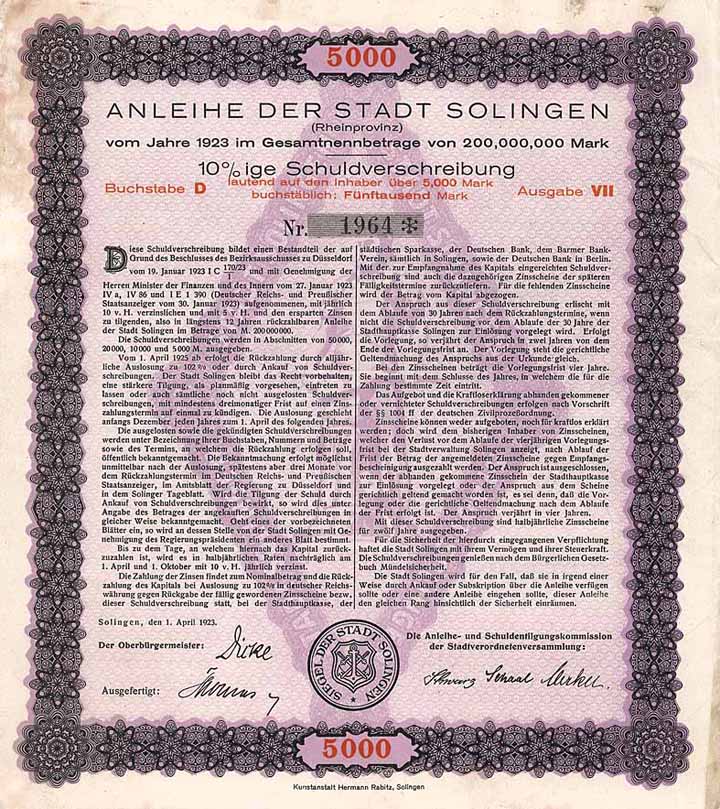 5000
ANLEIHE DER STADT SOLINGEN
(Rheinprovinz)
vom Jahre 1923 im Gesamtnennbetrage von 200,000,000 Mark
10%ige Schuldverschreibung
Buchstabe D
lautend auf den Inhaber über 5,000 Mark
buchstäblich: Fünftausend Mark
Ausgabe VII
Nr. 1964 *
Diese Schuldverschreibung bildet einen Bestandteil der auf
Grund des Beschlusses des Bezirksausschusses zu Düsseldorf
vom 19. Januar 1923 I C 170/23/1 und mit Genehmigung der
Herren Minister der Finanzen und des Innern vom 27. Januar 1923
IV a, IV 86 und I E 1 390 (Deutscher Reichs- und Preußischer
Staatsanzeiger vom 30. Januar 1923) aufgenommenen, mit jährlich
10 v. H. verzinslichen und mit 5 v. H. und den ersparten Zinsen
zu tilgenden, also in längstens 12 Jahren rückzahlbaren Anleihe
der Stadt Solingen im Betrage von M. 200000000.
Die Schuldverschreibungen werden in Abschnitten von 50000,
20000, 10000 und 5000 M. ausgegeben.
Vom 1. April 1925 ab erfolgt die Rückzahlung durch alljähr-
liche Auslosung zu 102% oder durch Ankauf von Schuldver-
schreibungen. Der Stadt Solingen bleibt das Recht vorbehalten,
eine stärkere Tilgung, als planmäßig vorgesehen, eintreten zu
lassen oder auch sämtliche noch nicht ausgelosten Schuldver-
schreibungen, mit mindestens dreimonatiger Frist auf einen Zins-
zahlungstermin auf einmal zu kündigen. Die Auslosung geschieht
anfangs Dezember, jeden Jahres zum 1. April des folgenden Jahres.
Die ausgelosten sowie die gekündigten Schuldverschreibungen
werden unter Bezeichnung ihrer Buchstaben, Nummern und Beträge
sowie des Termins, an welchem die Rückzahlung erfolgen soll,
öffentlich bekanntgemacht. Die Bekanntmachung erfolgt möglichst
unmittelbar nach der Auslosung, spätestens aber drei Monate vor
dem Rückzahlungstermin im Deutschen Reichs- und Preußischen
Staatsanzeiger, im Amtsblatt der Regierung zu Düsseldorf und
in dem Solinger Tageblatt. Wird die Tilgung der Schuld durch
Ankauf von Schuldverschreibungen bewirkt, so wird dies unter
Angabe des Betrages der angekauften Schuldverschreibungen in
gleicher Weise bekanntgemacht. Geht eines der vorbezeichneten
Blätter ein, so wird an dessen Stelle von der Stadt Solingen mit Ge-
nehmigung des Regierungspräsidenten ein anderes Blatt bestimmt.
Bis zu dem Tage, an welchem hiernach das Kapital zurück-
zuzahlen ist, wird es in halbjährlichen Raten nachträglich am
1. April und 1. Oktober mit 10 v. H. jährlich verzinst.
Die Zahlung der Zinsen findet zum Nominalbetrag und die Rück-
zahlung des Kapitals bei Auslosung zu 102% in deutscher Reichs-
währung gegen Rückgabe der fällig gewordenen Zinsscheine bezw.
dieser Schuldverschreibung statt, bei der Stadthauptkasse, der
städtischen Sparkasse, der Deutschen Bank, dem Barmer Bank-
Verein, sämtlich in Solingen, sowie der Deutschen Bank in Berlin.
Mit der zur Empfangnahme des Kapitals eingereichten Schuldver-
schreibung sind auch die dazugehörigen Zinsscheine der späteren
Fälligkeitstermine zurückzuliefern. Für die fehlenden Zinsscheine
wird der Betrag vom Kapital abgezogen.
Der Anspruch aus dieser Schuldverschreibung erlischt mit
dem Ablaufe von 30 Jahren nach dem Rückzahlungstermine, wenn
nicht die Schuldverschreibung vor dem Ablaufe der 30 Jahre der
Stadthauptkasse Solingen zur Einlösung vorgelegt wird. Erfolgt
die Vorlegung, so verjährt der Anspruch in zwei Jahren von dem
Ende der Vorlegungsfrist an. Der Vorlegung steht die gerichtliche
Geltendmachung des Anspruchs aus der Urkunde gleich.
Bei den Zinsscheinen beträgt die Vorlegungsfrist vier Jahre.
Sie beginnt mit dem Schlusse des Jahres, in welchem die für die
Zahlung bestimmte Zeit eintritt.
Das Aufgebot und die Kraftloserklärung abhanden gekommener
oder vernichteter Schuldverschreibungen erfolgen nach Vorschrift
der §§ 1004 ff der deutschen Zivilprozeßordnung.
Zinsscheine können weder aufgeboten, noch für kraftlos erklärt
werden; doch wird dem bisherigen Inhaber von Zinsscheinen,
welcher den Verlust vor dem Ablaufe der vierjährigen Vorlegungs-
frist bei der Stadtverwaltung Solingen anzeigt, nach Ablauf der
Frist der Betrag der angemeldeten Zinsscheine gegen Empfangs-
bescheinigung ausgezahlt werden. Der Anspruch ist ausgeschlossen,
wenn der abhanden gekommene Zinsschein der Stadthauptkasse
zur Einlösung vorgelegt oder der Anspruch aus dem Scheine
gerichtlich geltend gemacht worden ist, es sei denn, daß die Vor-
legung oder die gerichtliche Geltendmachung nach dem Ablaufe
der Frist erfolgt ist. Der Anspruch verjährt in vier Jahren.
Mit dieser Schuldverschreibung sind halbjährliche Zinsscheine
für zwölf Jahre ausgegeben.
Für die Sicherheit der hierdurch eingegangenen Verpflichtung
haftet die Stadt Solingen mit ihrem Vermögen und ihrer Steuerkraft.
Die Schuldverschreibungen genießen nach dem Bürgerlichen Gesetz-
buch Mündelsicherheit.
Die Stadt Solingen wird für den Fall, daß sie in irgend einer
Weise durch Ankauf oder Subskription über die Anleihe verfügen
sollte oder eine andere Anleihe eingehen sollte, dieser Anleihe
den gleichen Rang hinsichtlich der Sicherheit einräumen.
Solingen, den 1. April 1923.
Der Oberbürgermeister:
Dicke
Ausgefertigt:
SIEGEL DER STADT SOLINGEN
Die Anleihe- und Schuldentilgungskommission
der Stadtverordnetenversammlung:
Schwarz Schaal Merkel
5000
Kunstanstalt Hermann Rabitz, Solingen